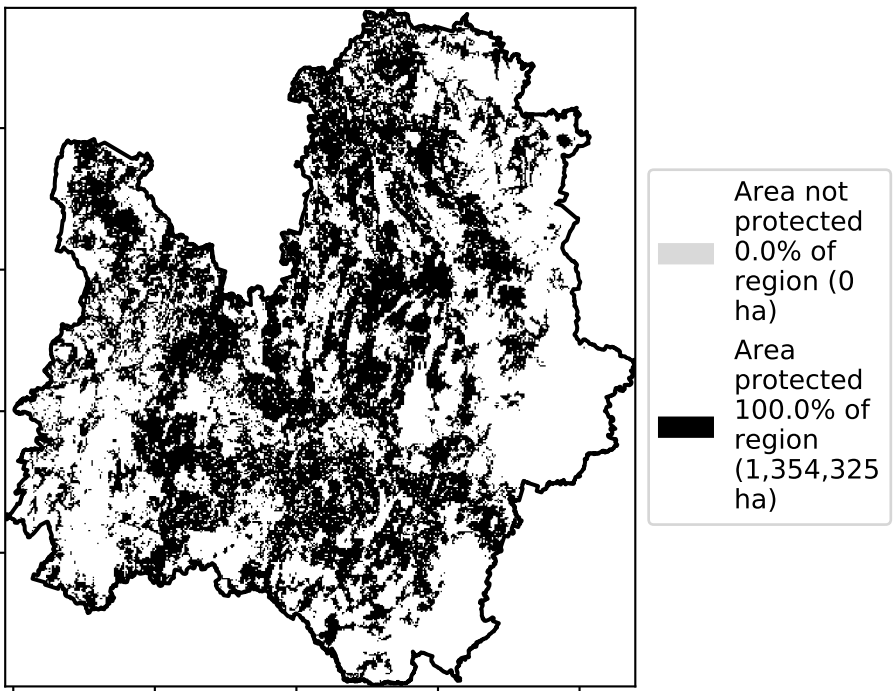 Area not
protected
0.0% of
region (0
ha)
Area
protected
100.0% of
region
(1,354,325
ha)